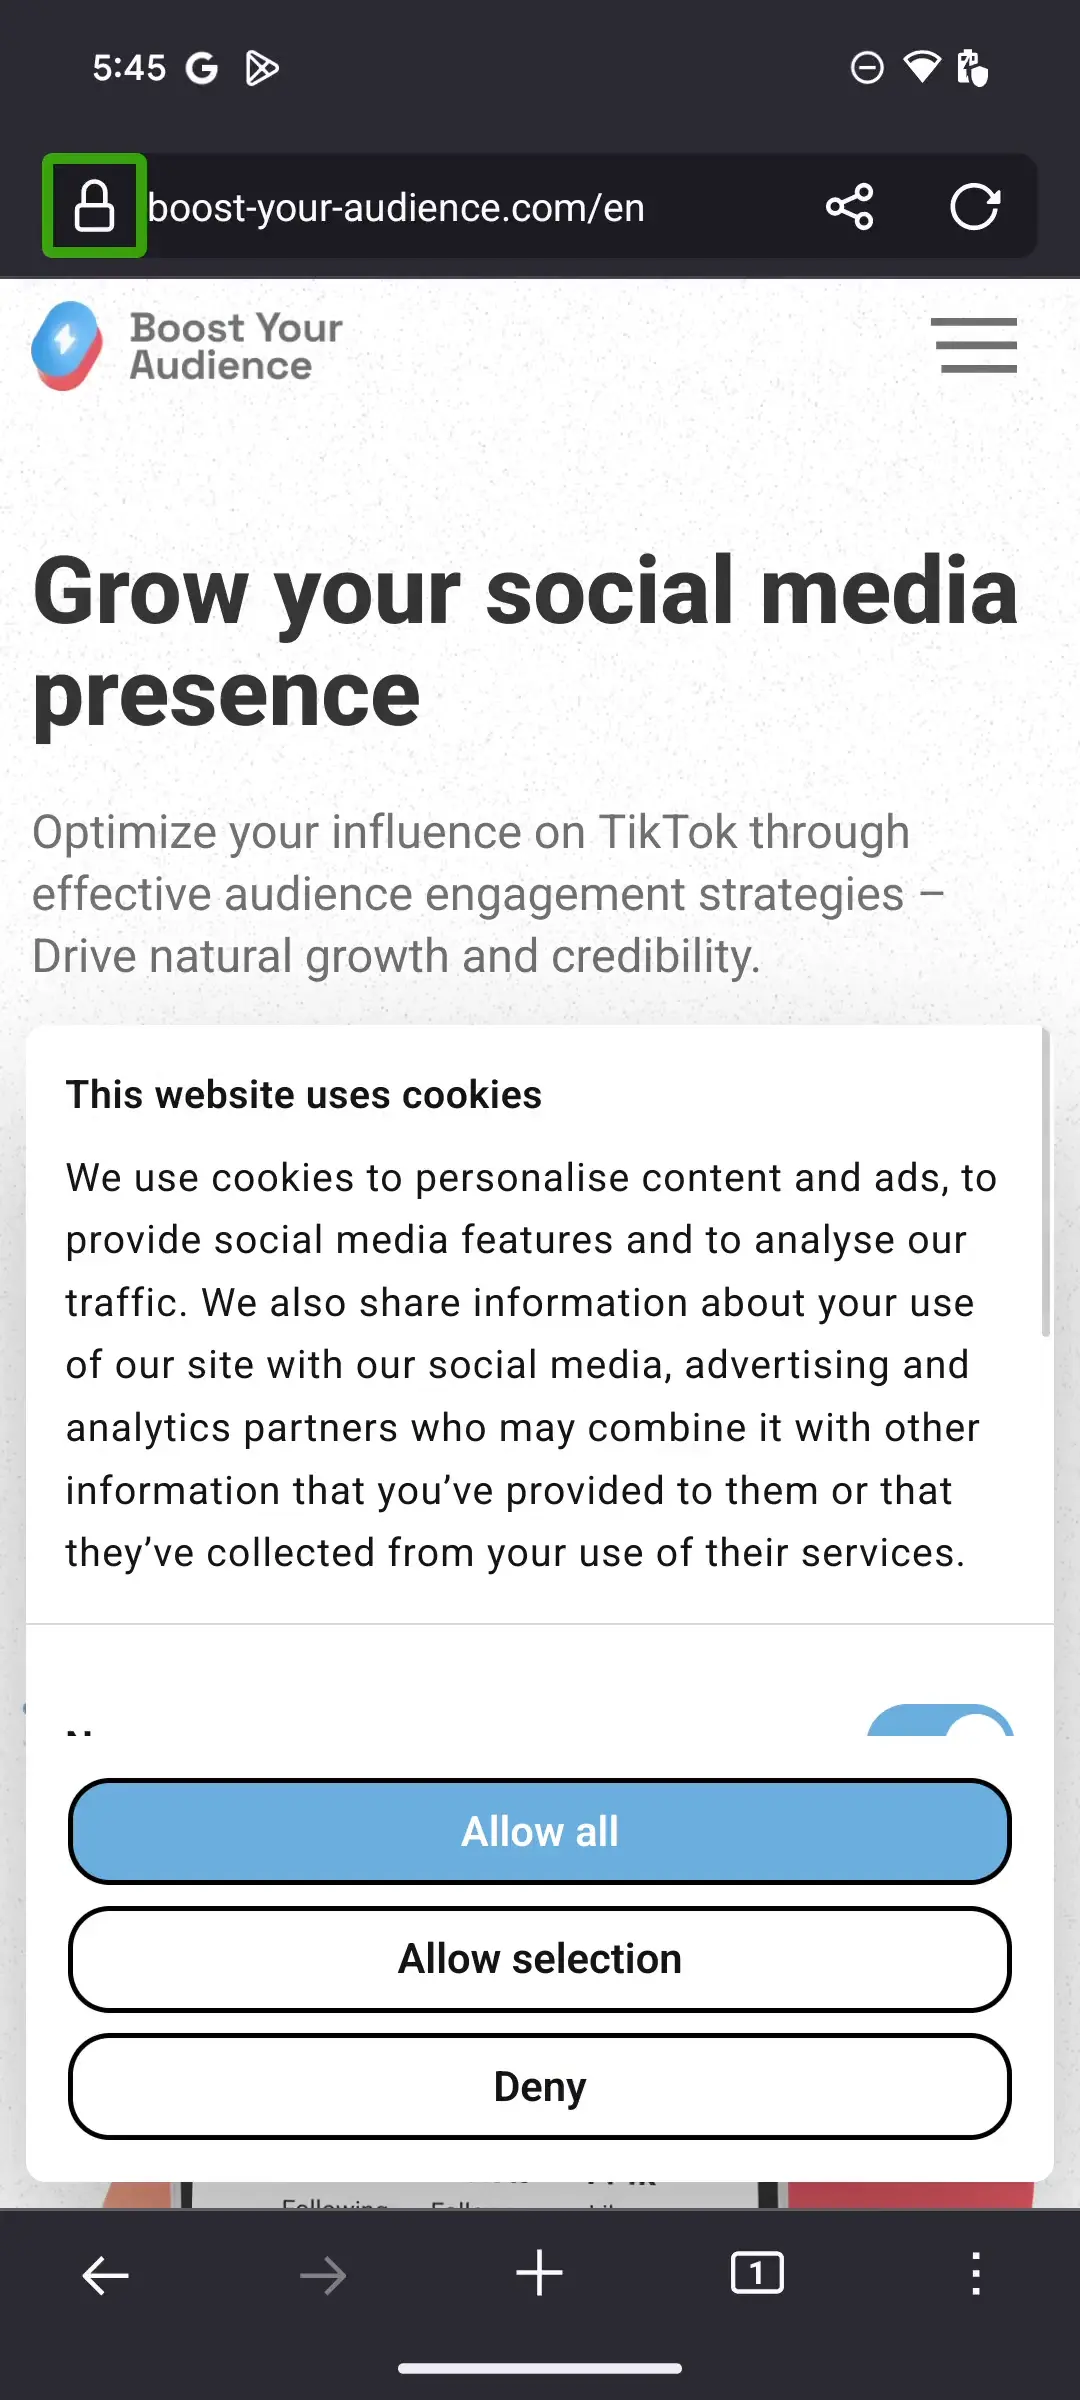 5:45
boost-your-audience.com/en
Boost Your
Audience
Grow your social media
presence
Optimize your influence on TikTok through
effective audience engagement strategies –
Drive natural growth and credibility.
This website uses cookies
We use cookies to personalise content and ads, to
provide social media features and to analyse our
traffic. We also share information about your use
of our site with our social media, advertising and
analytics partners who may combine it with other
information that you’ve provided to them or that
they’ve collected from your use of their services.
Allow all
Allow selection
Deny
Following
1